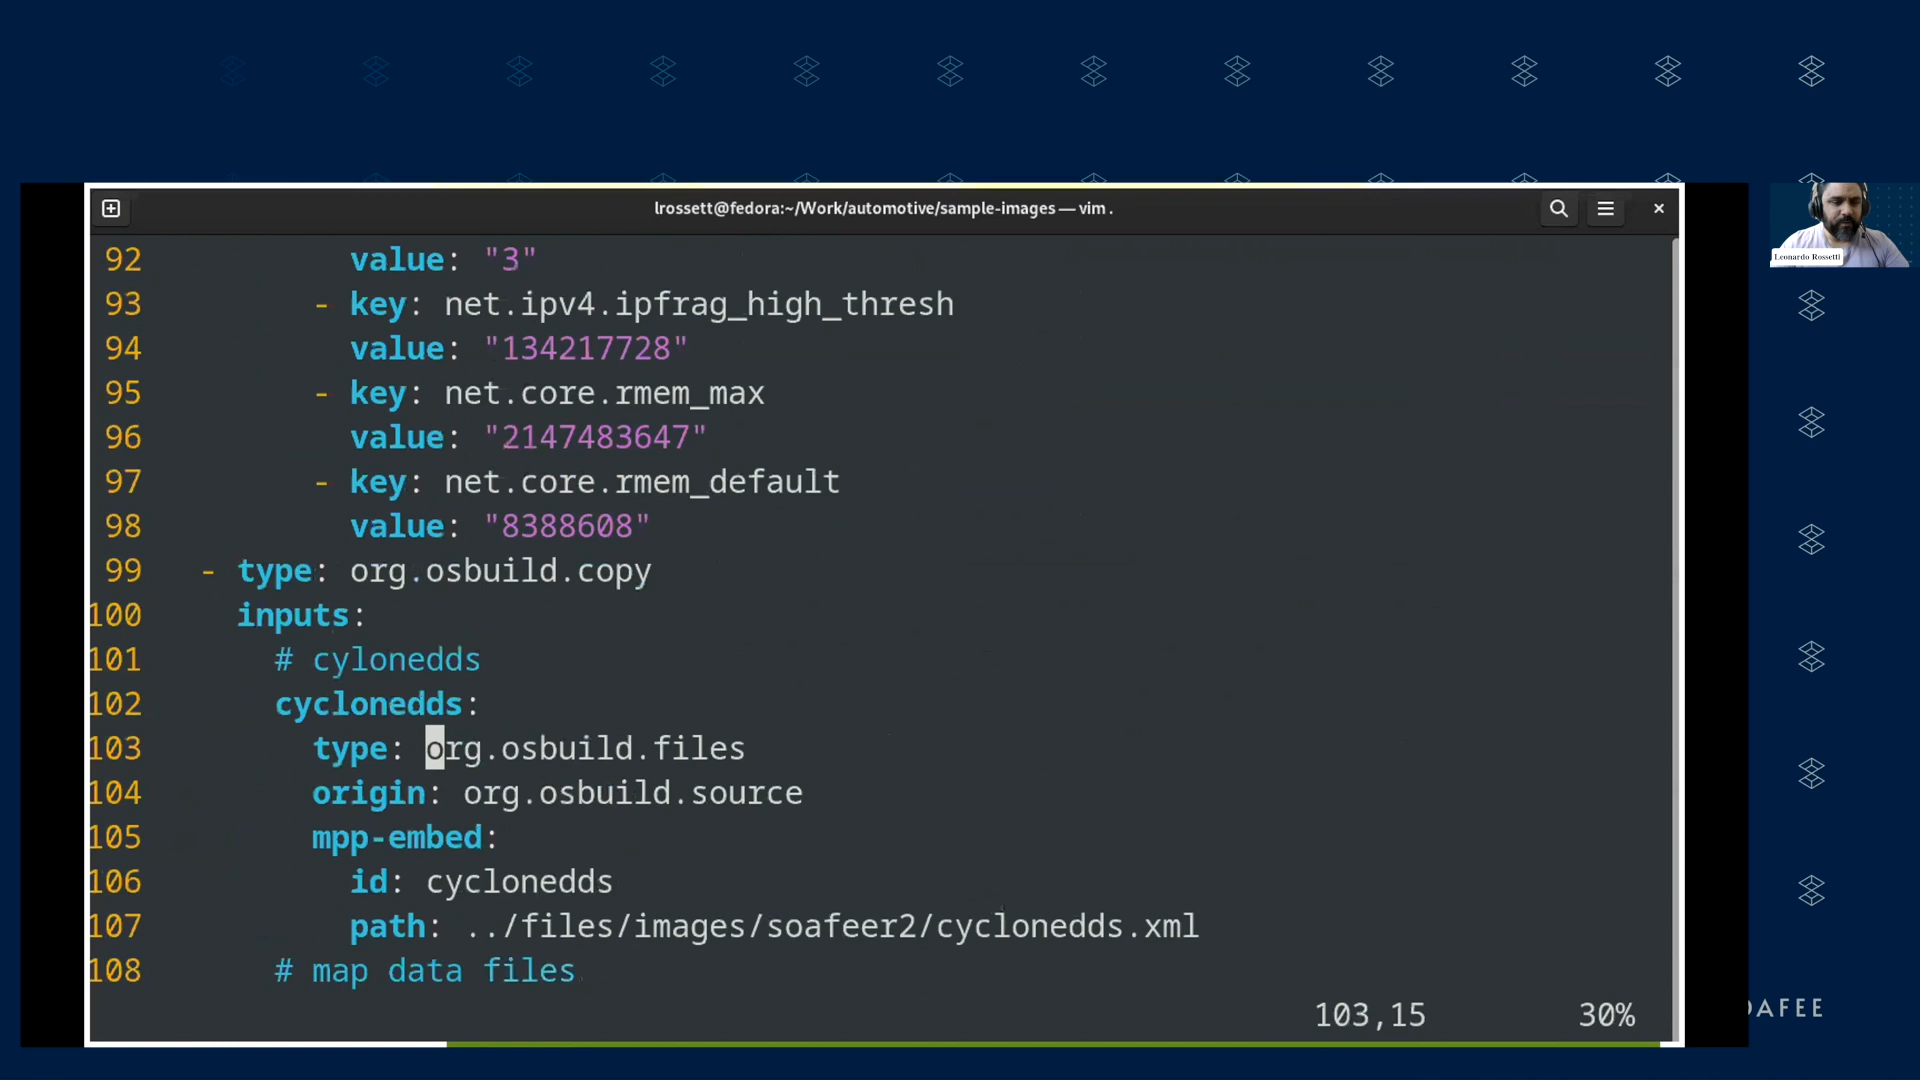 lrossett@fedora:~/Work/automotive/sample-images — vim .
92 value: "3"
93 - key: net.ipv4.ipfrag_high_thresh
94 value: "134217728"
95 - key: net.core.rmem_max
96 value: "2147483647"
97 - key: net.core.rmem_default
98 value: "8388608"
99 - type: org.osbuild.copy
100 inputs:
101 # cylonedds
102 cyclonedds:
103 type: org.osbuild.files
104 origin: org.osbuild.source
105 mpp-embed:
106 id: cyclonedds
107 path: ../files/images/soafeer2/cyclonedds.xml
108 # map data files
103,15 30%
Leonardo Rossetti
OAFEE